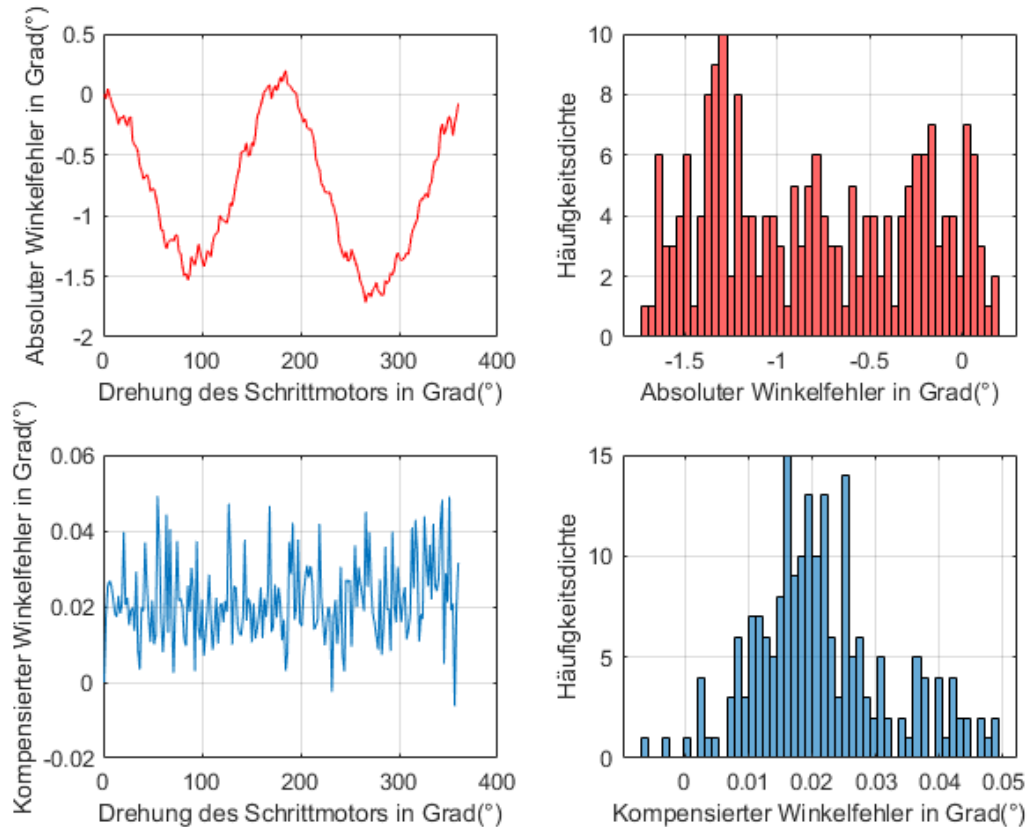 Absoluter Winkelfehler in Grad(°)
0.5
0
-0.5
-1
-1.5
-2
0 100 200 300 400
Drehung des Schrittmotors in Grad(°)
Häufigkeitsdichte
10
8
6
4
2
0
-1.5 -1 -0.5 0
Absoluter Winkelfehler in Grad(°)
Kompensierter Winkelfehler in Grad(°)
0.06
0.04
0.02
0
-0.02
0 100 200 300 400
Drehung des Schrittmotors in Grad(°)
Häufigkeitsdichte
15
10
5
0
0 0.01 0.02 0.03 0.04 0.05
Kompensierter Winkelfehler in Grad(°)